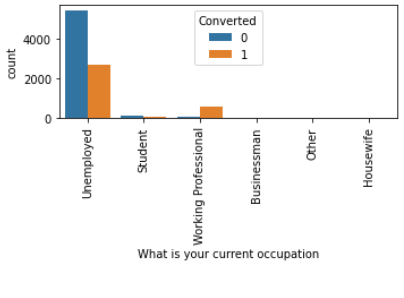 Converted
0
1
count
4000
2000
0
Unemployed
Student
Working Professional
Businessman
Other
Housewife
What is your current occupation